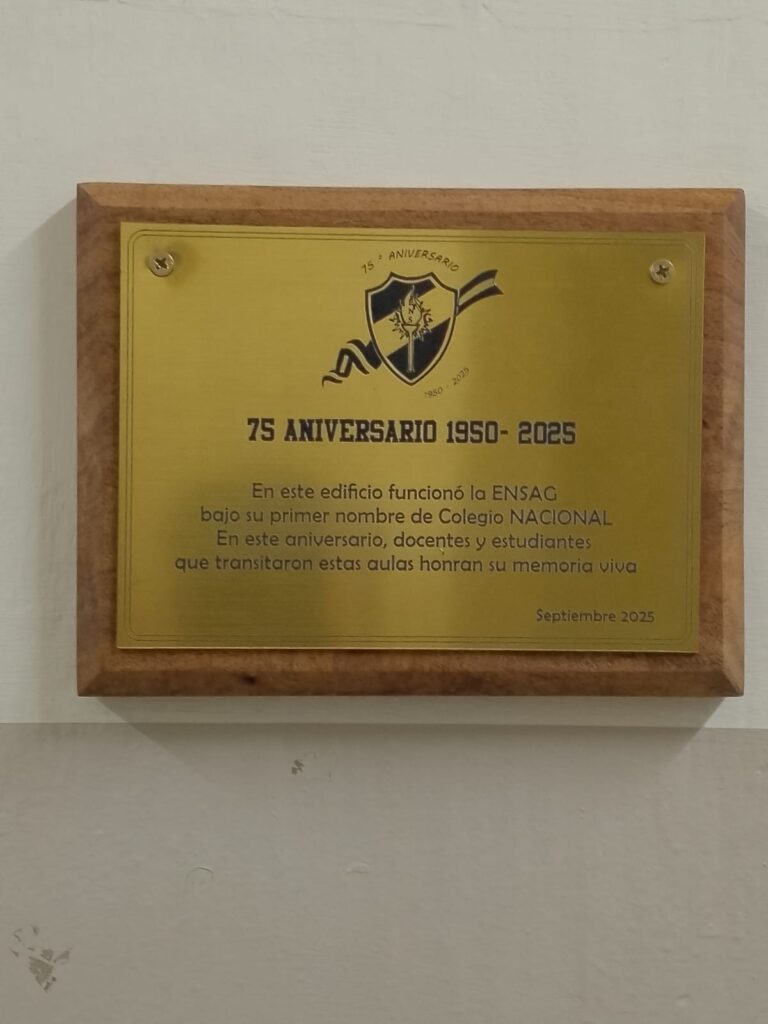 75 º ANIVERSARIO
ENS
1950 - 2025
75 ANIVERSARIO 1950- 2025
En este edificio funcionó la ENSAG
bajo su primer nombre de Colegio NACIONAL
En este aniversario, docentes y estudiantes
que transitaron estas aulas honran su memoria viva
Septiembre 2025